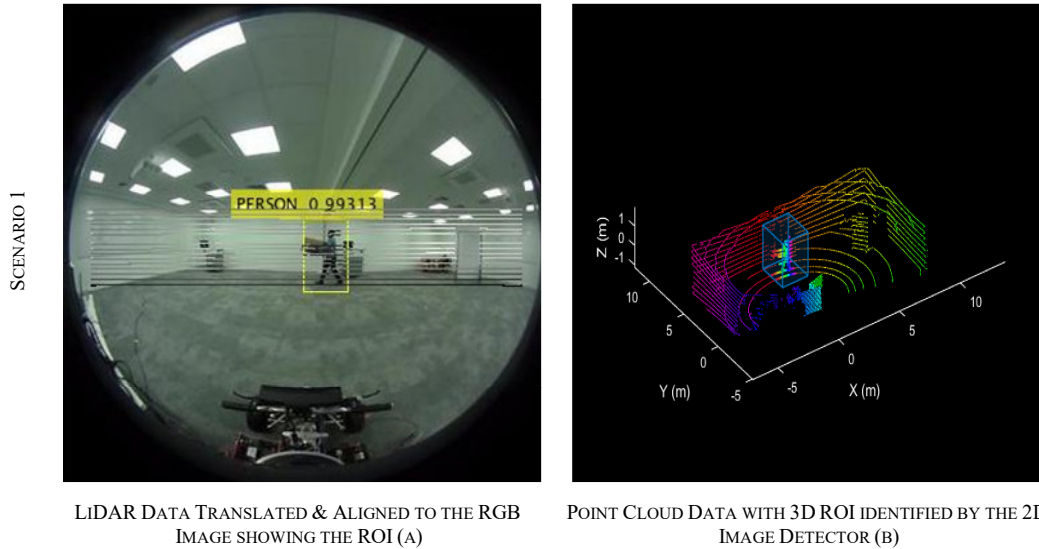 SCENARIO 1
PERSON 0.99313
Z (m)
1
0
-1
10
5
0
-5
Y (m)
-5
0
5
10
X (m)
LIDAR DATA TRANSLATED & ALIGNED TO THE RGB
IMAGE SHOWING THE ROI (A)
POINT CLOUD DATA WITH 3D ROI IDENTIFIED BY THE 2D
IMAGE DETECTOR (B)